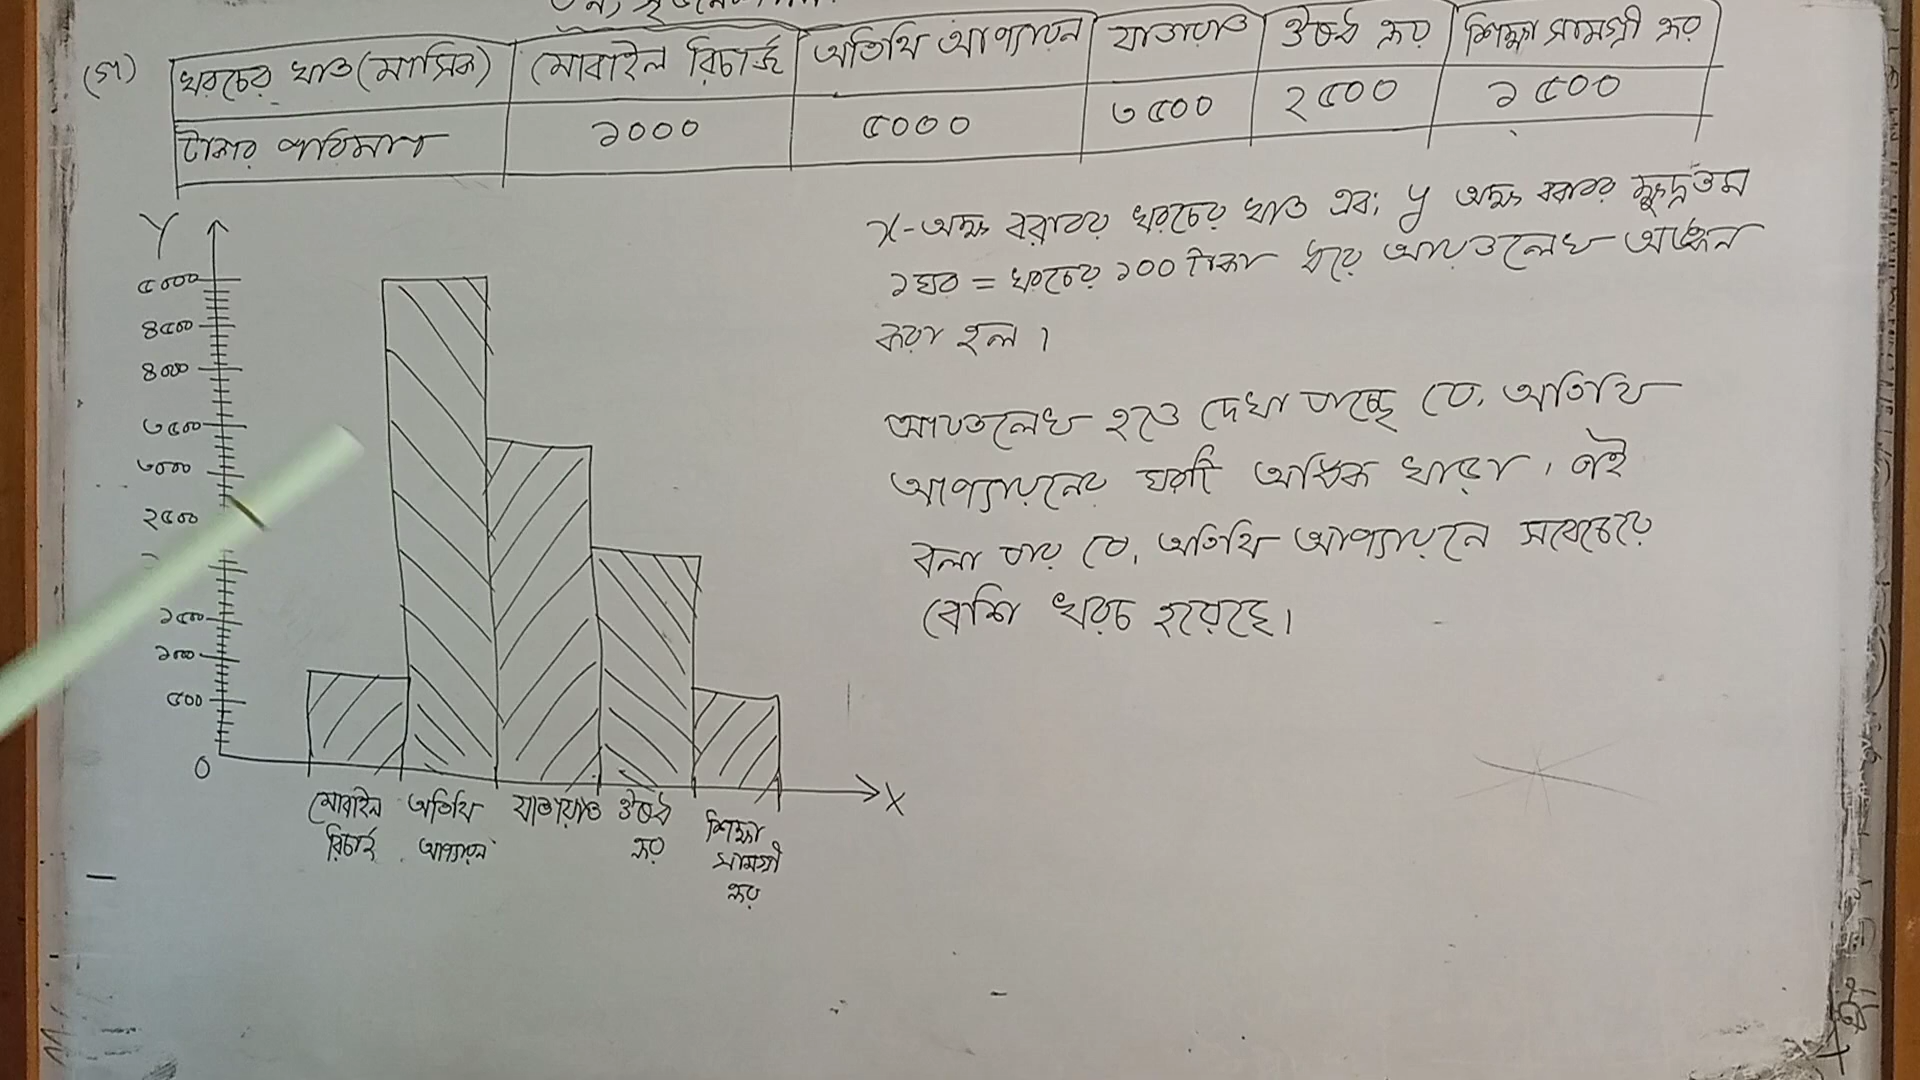 (গ)
খরচের খাত (মাসিক) মোবাইল রিচার্জ অতিথি আপ্যায়ন যাতায়াত ঔষধ ক্রয় শিক্ষা সামগ্রী ক্রয়
টাকার পরিমাণ ১০০০ ৫০০০ ৩৫০০ ২৫০০ ১৫০০
x-অক্ষ বরাবর খরচের খাত এবং y অক্ষ বরাবর ক্ষুদ্রতম
১ ঘর = খরচের ১০০ টাকা ধরে আয়তলেখ অঙ্কন
করা হল।
আয়তলেখ হতে দেখা যাচ্ছে যে, অতিথি
আপ্যায়নের ঘরটি অধিক খাড়া, তাই
বলা যায় যে, অতিথি আপ্যায়নে সবচেয়ে
বেশি খরচ হয়েছে।
Y
৫০০০
৪৫০০
৪০০০
৩৫০০
৩০০০
২৫০০
১৫০০
১০০০
৫০০
0
X
মোবাইল রিচার্জ
অতিথি আপ্যায়ন
যাতায়াত
ঔষধ ক্রয়
শিক্ষা সামগ্রী ক্রয়